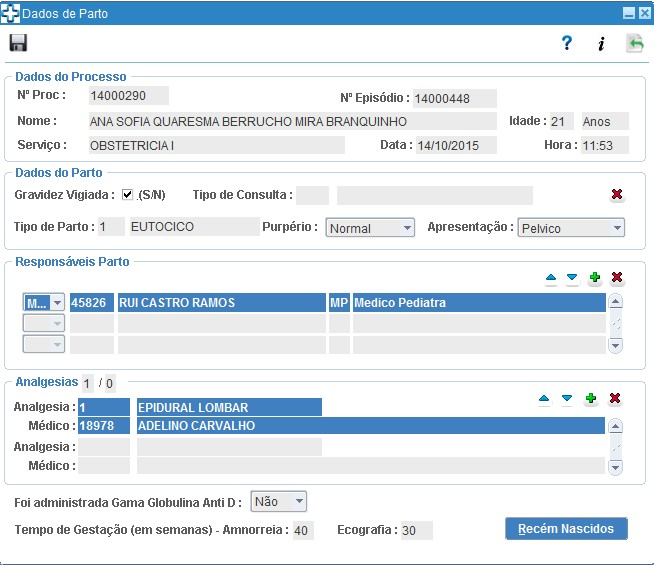 Dados de Parto
? i
Dados do Processo
Nº Proc : 14000290 Nº Episódio : 14000448
Nome : ANA SOFIA QUARESMA BERRUCHO MIRA BRANQUINHO Idade : 21 Anos
Serviço : OBSTETRICIA I Data : 14/10/2015 Hora : 11:53
Dados do Parto
Gravidez Vigiada : .(S/N) Tipo de Consulta :
Tipo de Parto : 1 EUTOCICO Purpério : Normal Apresentação : Pelvico
Responsáveis Parto
M... 45826 RUI CASTRO RAMOS MP Medico Pediatra
Analgesias 1 / 0
Analgesia : 1 EPIDURAL LOMBAR
Médico : 18978 ADELINO CARVALHO
Analgesia :
Médico :
Foi administrada Gama Globulina Anti D : Não
Tempo de Gestação (em semanas) - Amnorreia : 40 Ecografia : 30
Recém Nascidos